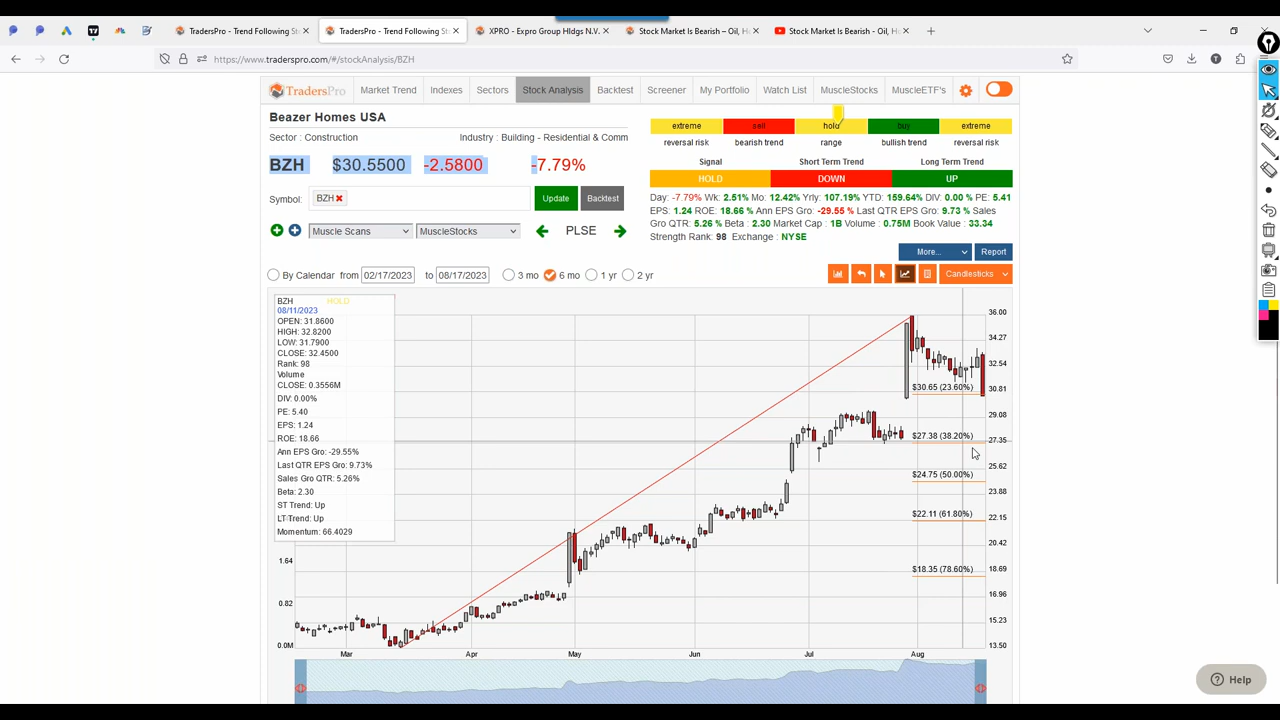 TradersPro - Trend Following St
TradersPro - Trend Following St
XPRO - Expro Group Hldgs N.V.
Stock Market Is Bearish – Oil, H
Stock Market Is Bearish - Oil, H
https://www.traderspro.com/#/stockAnalysis/BZH
TradersPro
Market Trend
Indexes
Sectors
Stock Analysis
Backtest
Screener
My Portfolio
Watch List
MuscleStocks
MuscleETF's
Beazer Homes USA
Sector : Construction
Industry : Building - Residential & Comm
BZH $30.5500 -2.5800 -7.79%
Symbol: BZH
Update
Backtest
Muscle Scans
MuscleStocks
PLSE
extreme sell hold buy extreme
reversal risk bearish trend range bullish trend reversal risk
Signal Short Term Trend Long Term Trend
HOLD DOWN UP
Day: -7.79% Wk: 2.51% Mo: 12.42% Yrly: 107.19% YTD: 159.64% DIV: 0.00 % PE: 5.41
EPS: 1.24 ROE: 18.66 % Ann EPS Gro: -29.55 % Last QTR EPS Gro: 9.73 % Sales
Gro QTR: 5.26 % Beta : 2.30 Market Cap : 1B Volume : 0.75M Book Value : 33.34
Strength Rank: 98 Exchange : NYSE
More...
Report
By Calendar from 02/17/2023 to 08/17/2023
3 mo
6 mo
1 yr
2 yr
Candlesticks
BZH HOLD
08/11/2023
OPEN: 31.8600
HIGH: 32.8200
LOW: 31.7900
CLOSE: 32.4500
Rank: 98
Volume
CLOSE: 0.3556M
DIV: 0.00%
PE: 5.40
EPS: 1.24
ROE: 18.66
Ann EPS Gro: -29.55%
Last QTR EPS Gro: 9.73%
Sales Gro QTR: 5.26%
Beta: 2.30
ST Trend: Up
LT Trend: Up
Momentum: 66.4029
1.64
0.82
0.0M
$30.65 (23.60%)
$27.38 (38.20%)
$24.75 (50.00%)
$22.11 (61.80%)
$18.35 (78.60%)
36.00
34.27
32.54
30.81
29.08
27.35
25.62
23.88
22.15
20.42
18.69
16.96
15.23
13.50
Mar Apr May Jun Jul Aug
Help